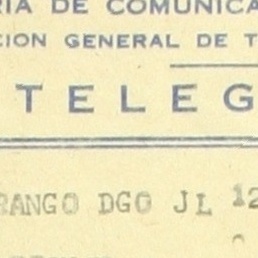 RIA DE COMUNICA
CION GENERAL DE T
TELEG
RANGO DGO JL 12